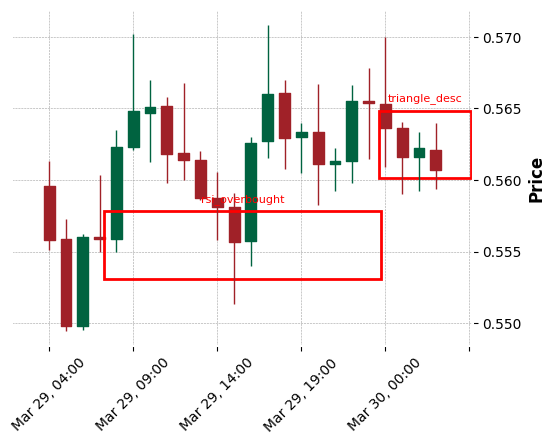 0.570
triangle_desc
0.565
0.560
rsi_overbought
0.555
0.550
Price
Mar 29, 04:00
Mar 29, 09:00
Mar 29, 14:00
Mar 29, 19:00
Mar 30, 00:00